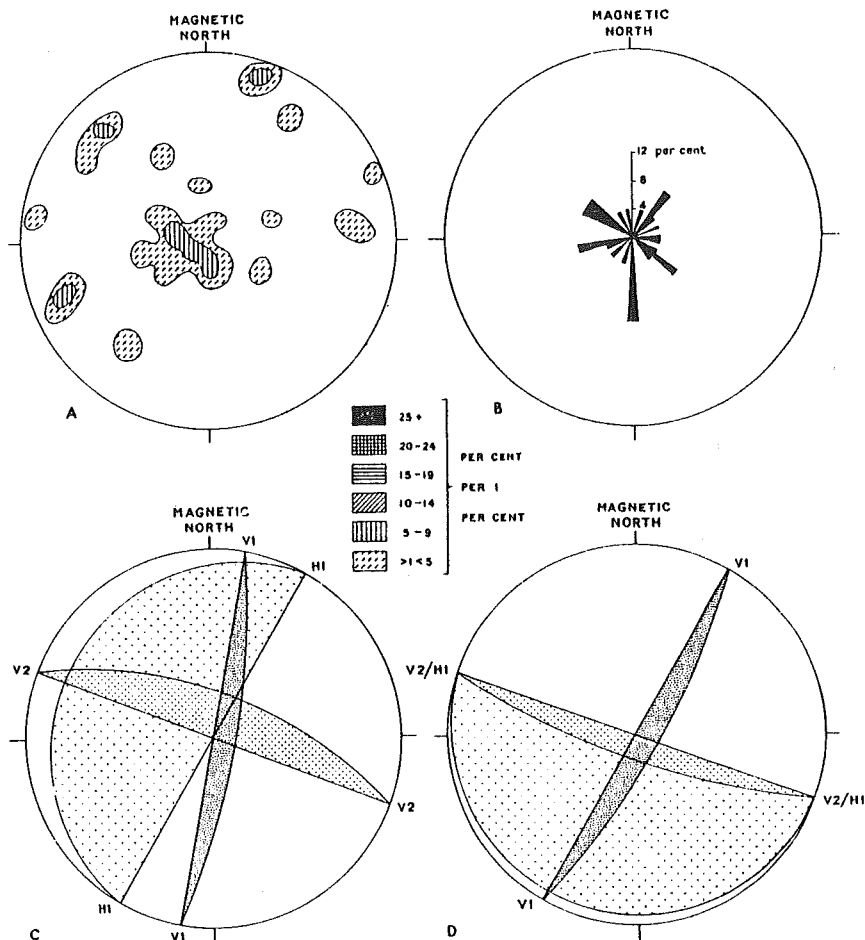 MAGNETIC
NORTH
A
MAGNETIC
NORTH
12 per cent
8
4
B
25 +
20-24
15-19
10-14
5-9
>1<5
PER CENT
PER 1
PER CENT
MAGNETIC
NORTH
V1
H1
V2
V2
H1
V1
C
MAGNETIC
NORTH
V1
V2/H1
V2/H1
V1
D